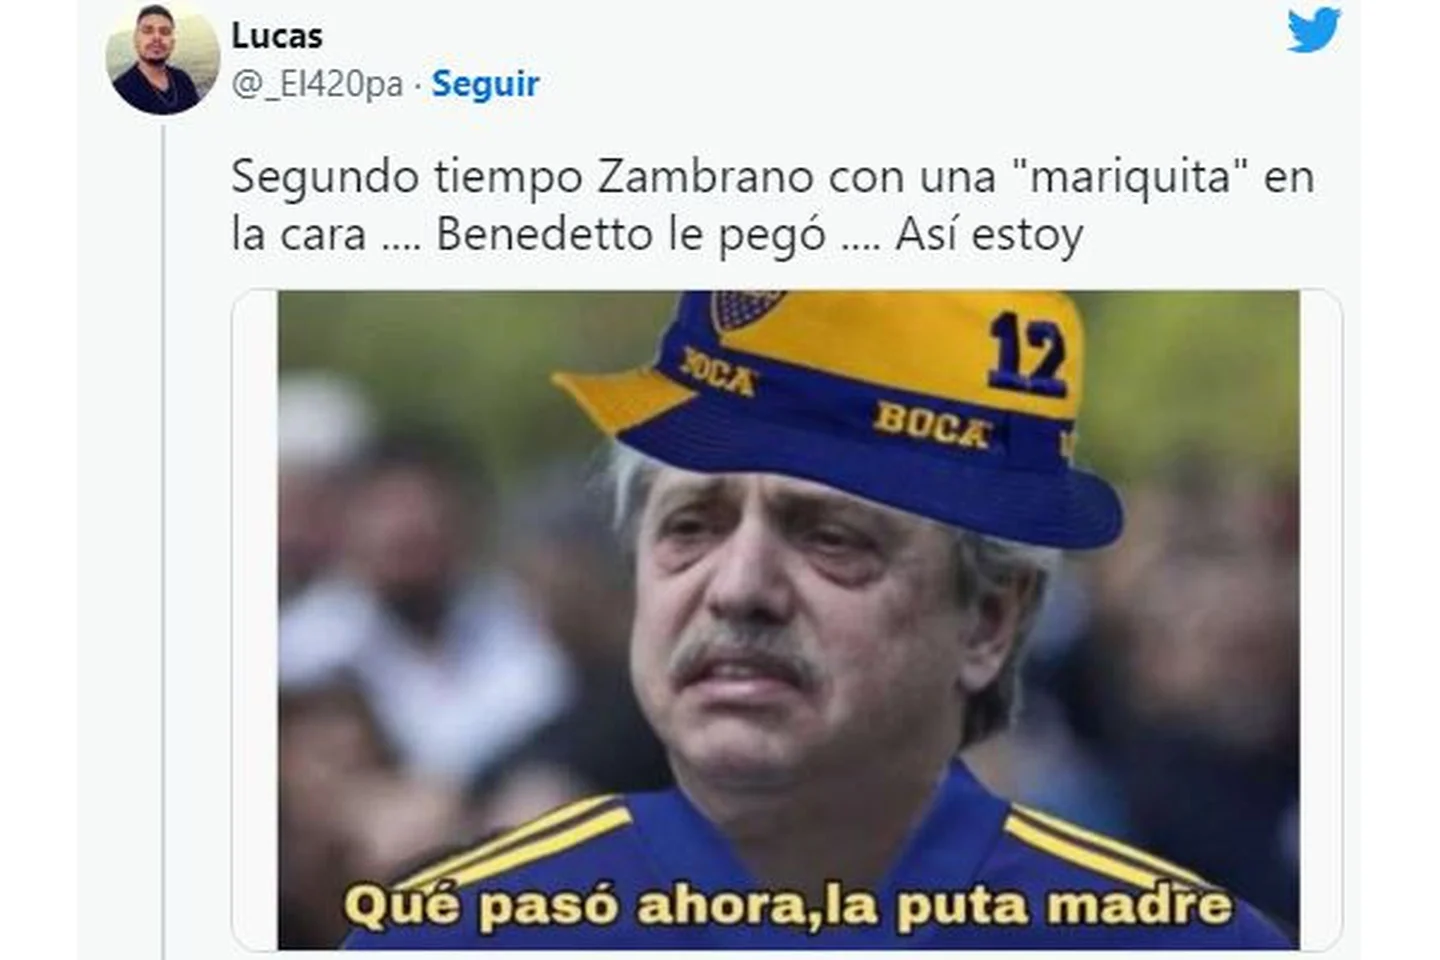 Lucas
@_El420pa · Seguir
Segundo tiempo Zambrano con una "mariquita" en
la cara .... Benedetto le pegó .... Así estoy
12
BOCA
BOCA
Qué pasó ahora,la puta madre